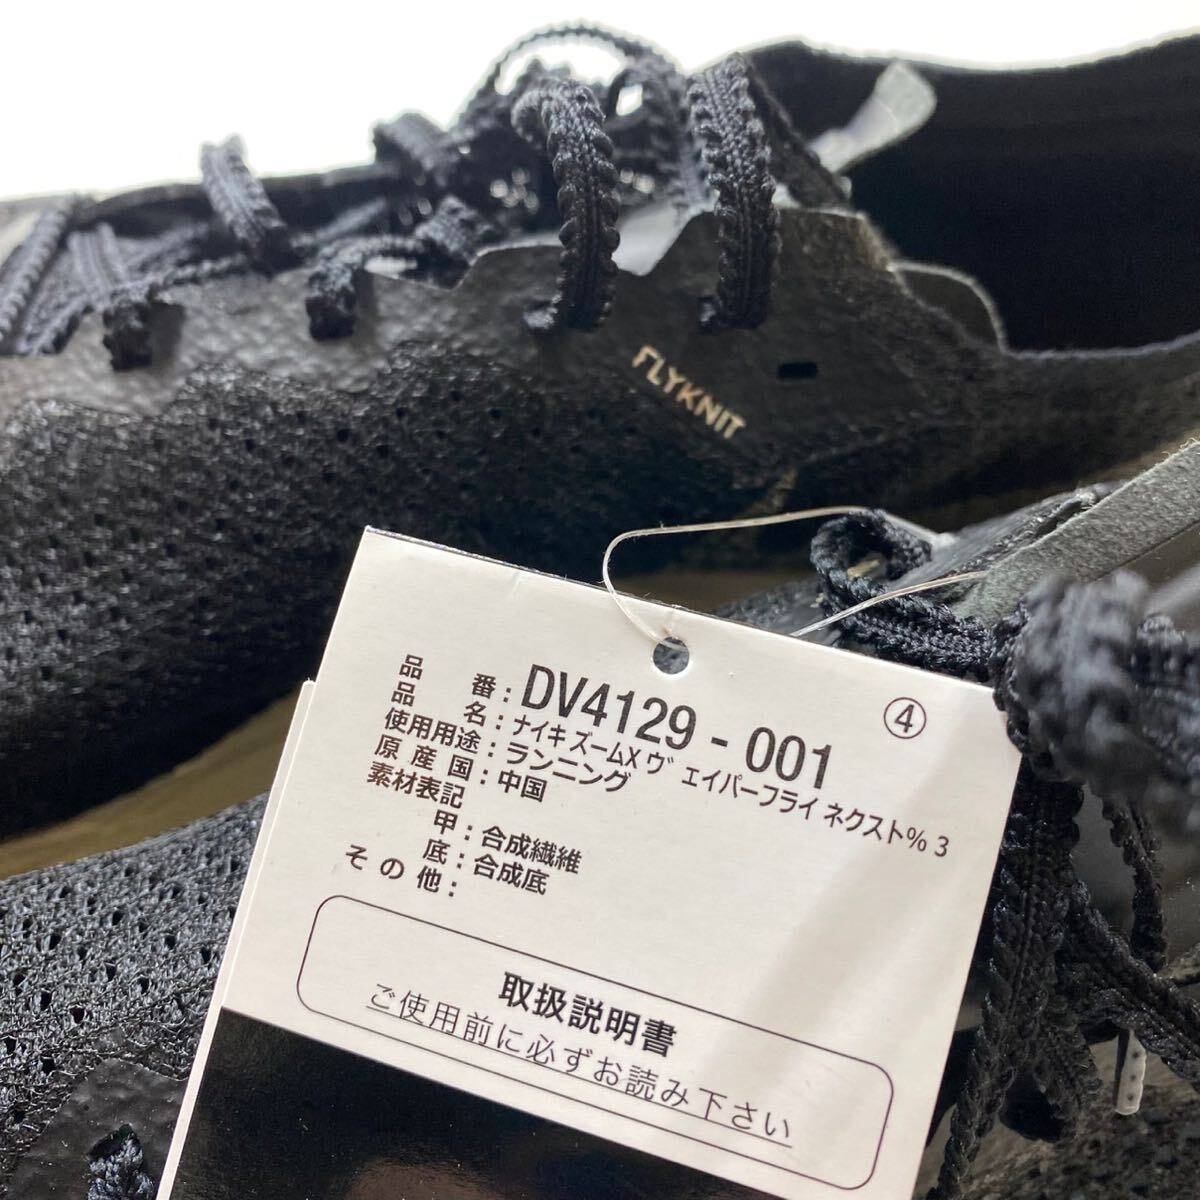 FLYKNIT
④
品番：DV4129 - 001
品名：ナイキ ズームX ヴェイパーフライ ネクスト% 3
使用用途：ランニング
原産国：中国
素材表記
甲：合成繊維
底：合成底
その他：
取扱説明書
ご使用前に必ずお読み下さい